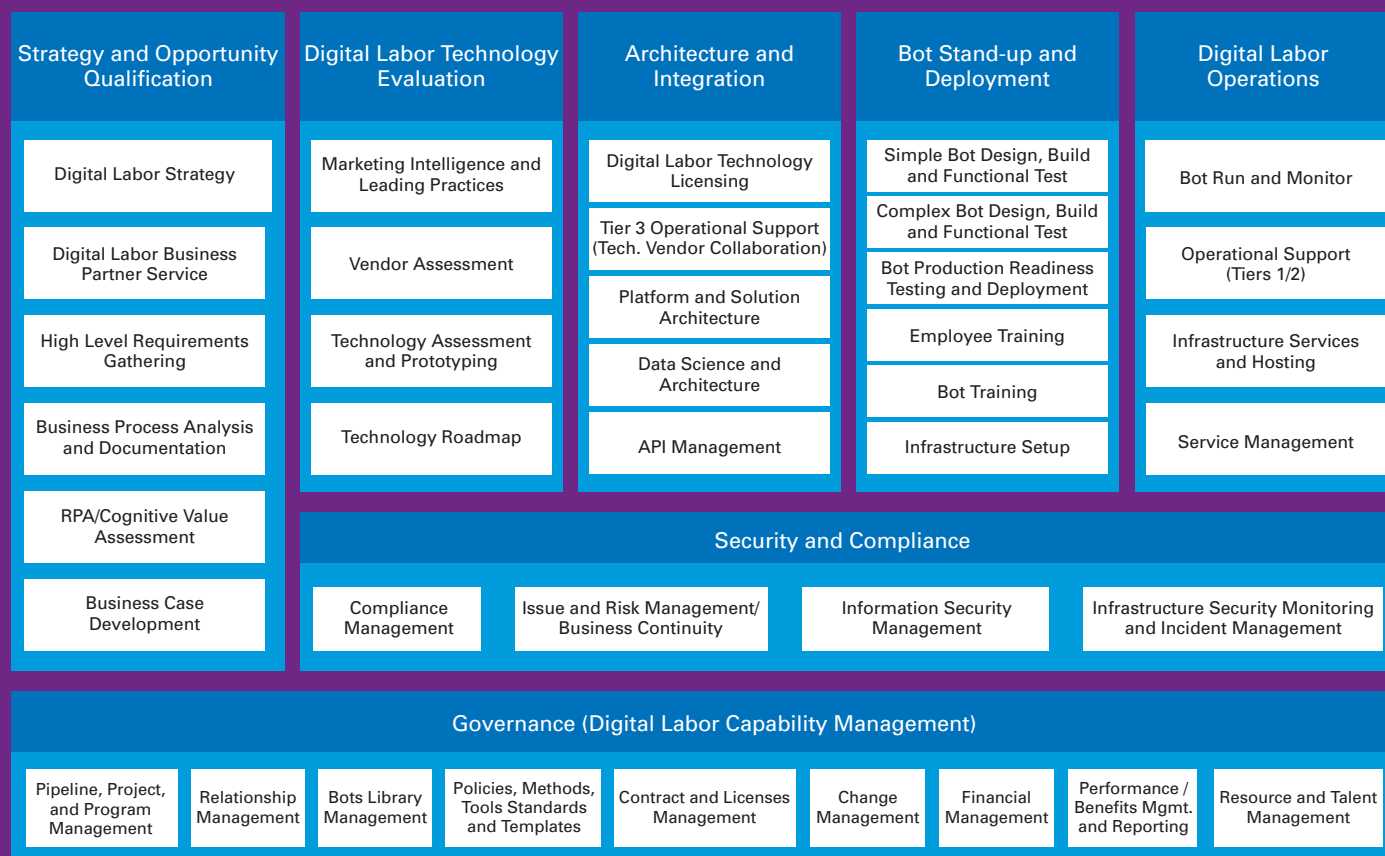 Strategy and Opportunity
Qualification
Digital Labor Strategy
Digital Labor Business
Partner Service
High Level Requirements
Gathering
Business Process Analysis
and Documentation
RPA/Cognitive Value
Assessment
Business Case
Development
Digital Labor Technology
Evaluation
Marketing Intelligence and
Leading Practices
Vendor Assessment
Technology Assessment
and Prototyping
Technology Roadmap
Architecture and
Integration
Digital Labor Technology
Licensing
Tier 3 Operational Support
(Tech. Vendor Collaboration)
Platform and Solution
Architecture
Data Science and
Architecture
API Management
Bot Stand-up and
Deployment
Simple Bot Design, Build
and Functional Test
Complex Bot Design, Build
and Functional Test
Bot Production Readiness
Testing and Deployment
Employee Training
Bot Training
Infrastructure Setup
Digital Labor
Operations
Bot Run and Monitor
Operational Support
(Tiers 1/2)
Infrastructure Services
and Hosting
Service Management
Security and Compliance
Compliance
Management
Issue and Risk Management/
Business Continuity
Information Security
Management
Infrastructure Security Monitoring
and Incident Management
Governance (Digital Labor Capability Management)
Pipeline, Project,
and Program
Management
Relationship
Management
Bots Library
Management
Policies, Methods,
Tools Standards
and Templates
Contract and Licenses
Management
Change
Management
Financial
Management
Performance /
Benefits Mgmt.
and Reporting
Resource and Talent
Management